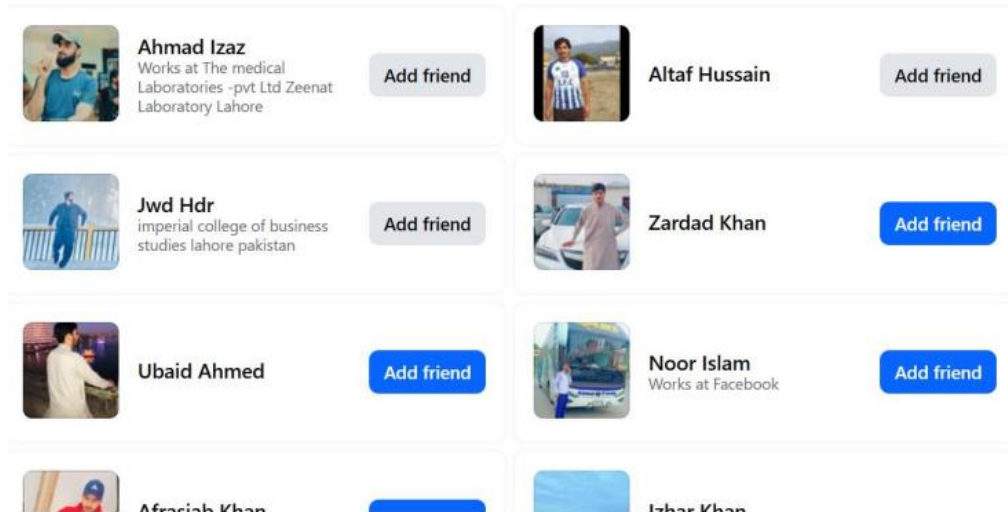 Ahmad Izaz
Works at The medical
Laboratories -pvt Ltd Zeenat
Laboratory Lahore
Add friend
Altaf Hussain
Add friend
Jwd Hdr
imperial college of business
studies lahore pakistan
Add friend
Zardad Khan
Add friend
Ubaid Ahmed
Add friend
Noor Islam
Works at Facebook
Add friend
Afrasiab Khan
Izhar Khan